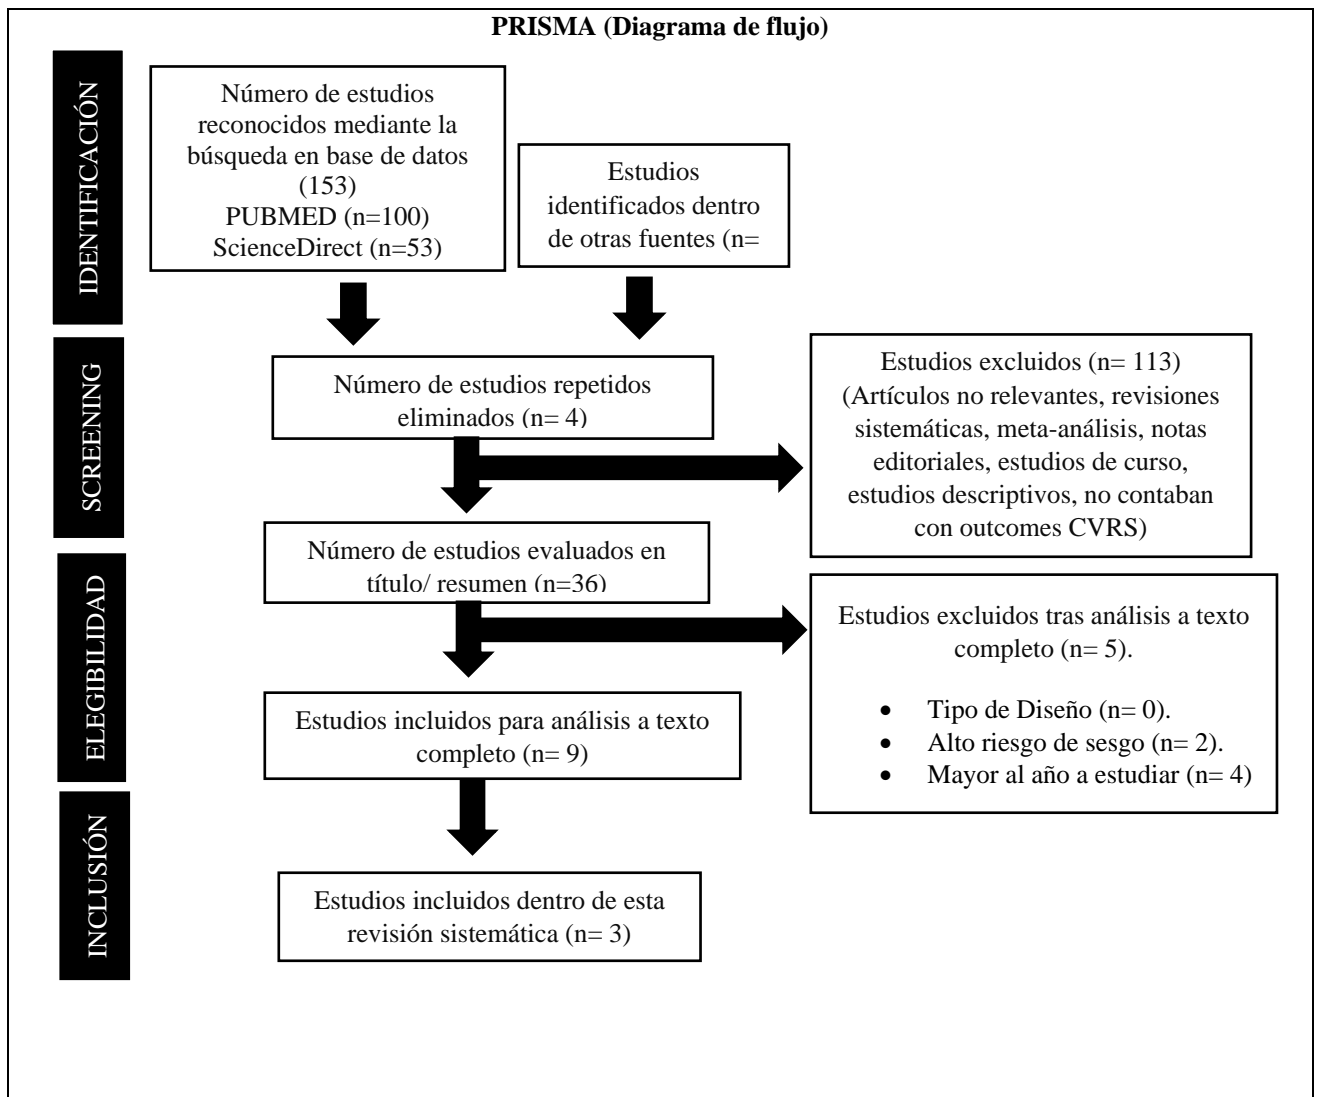 PRISMA (Diagrama de flujo)
IDENTIFICACIÓN
Número de estudios
reconocidos mediante la
búsqueda en base de datos
(153)
PUBMED (n=100)
ScienceDirect (n=53)
Estudios
identificados dentro
de otras fuentes (n=
SCREENING
Número de estudios repetidos
eliminados (n= 4)
Estudios excluidos (n= 113)
(Artículos no relevantes, revisiones
sistemáticas, meta-análisis, notas
editoriales, estudios de curso,
estudios descriptivos, no contaban
con outcomes CVRS)
Número de estudios evaluados en
título/ resumen (n=36)
ELEGIBILIDAD
Estudios excluidos tras análisis a texto
completo (n= 5).
• Tipo de Diseño (n= 0).
• Alto riesgo de sesgo (n= 2).
• Mayor al año a estudiar (n= 4)
Estudios incluidos para análisis a texto
completo (n= 9)
INCLUSIÓN
Estudios incluidos dentro de esta
revisión sistemática (n= 3)